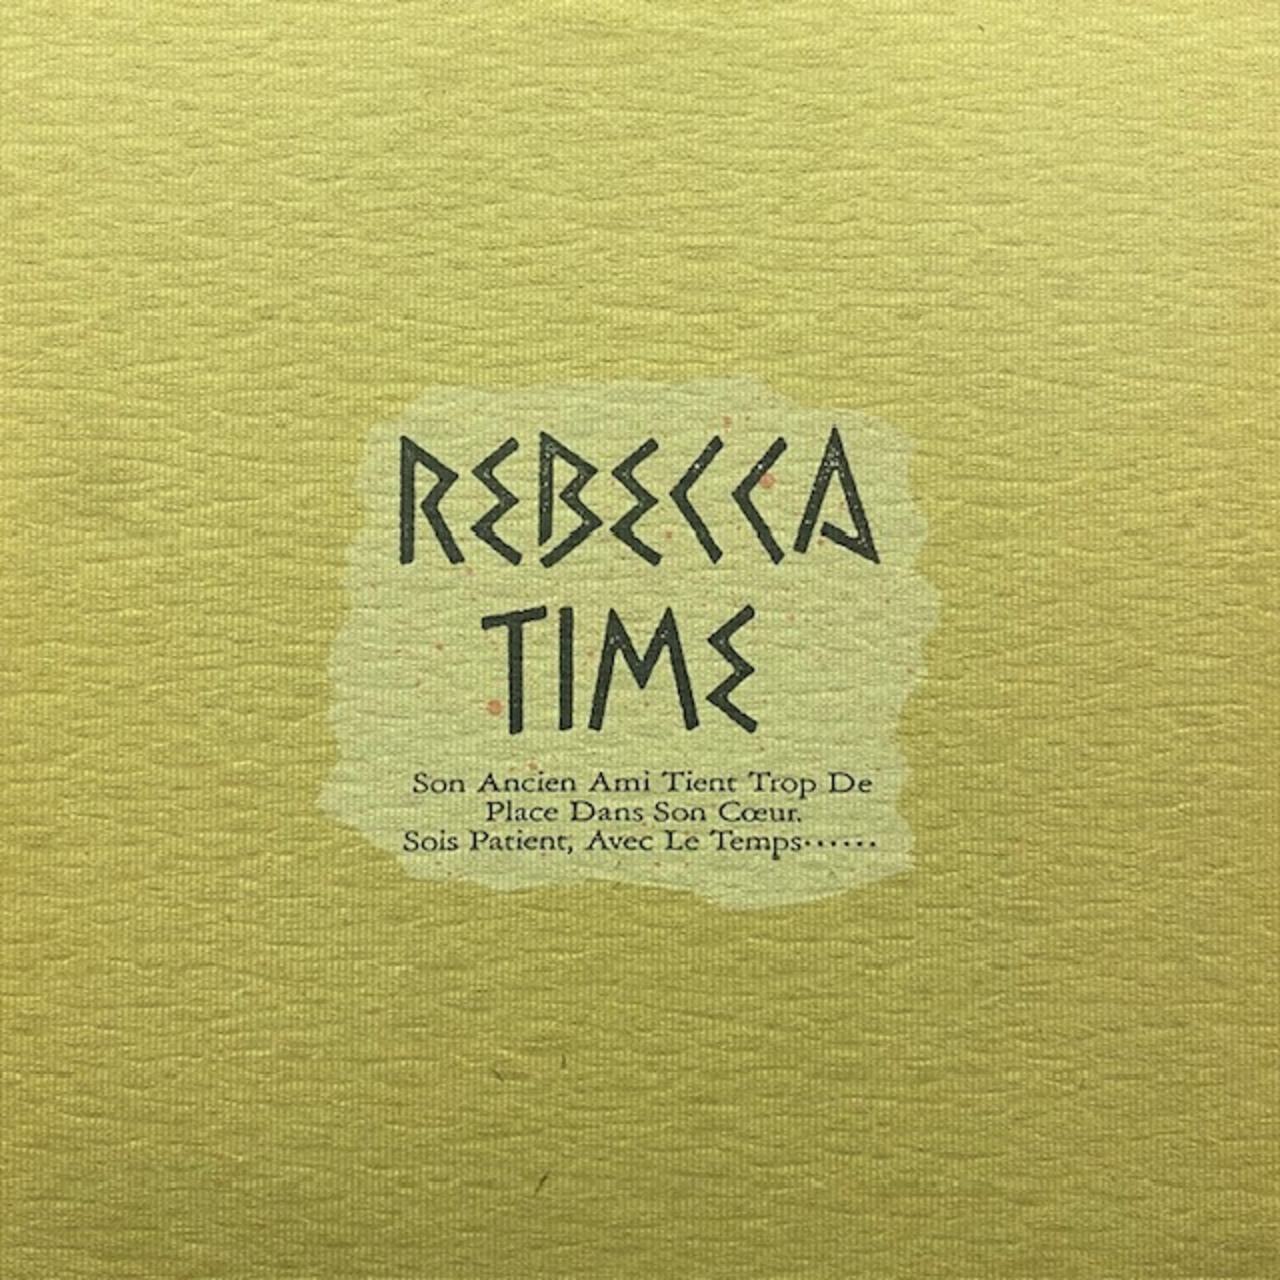 REBECCA
TIME
Son Ancien Ami Tient Trop De
Place Dans Son Cœur.
Sois Patient, Avec Le Temps······